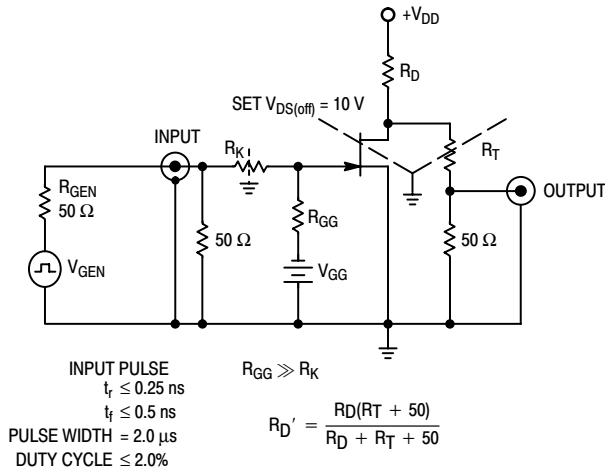 +VDD
RD
SET VDS(off) = 10 V
INPUT
RK
RT
OUTPUT
RGEN
50 Ω
50 Ω
RGG
50 Ω
VGEN
VGG
INPUT PULSE
tr ≤ 0.25 ns
tf ≤ 0.5 ns
PULSE WIDTH = 2.0 μs
DUTY CYCLE ≤ 2.0%
RGG ≫ RK
RD′ = RD(RT + 50)
RD + RT + 50